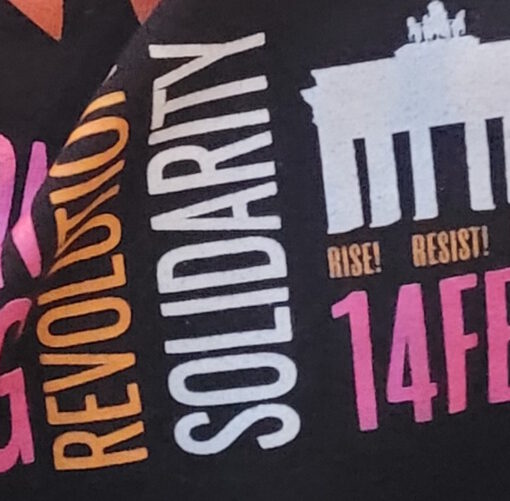 REVOLUTION
SOLIDARITY
RISE! RESIST!
14FE